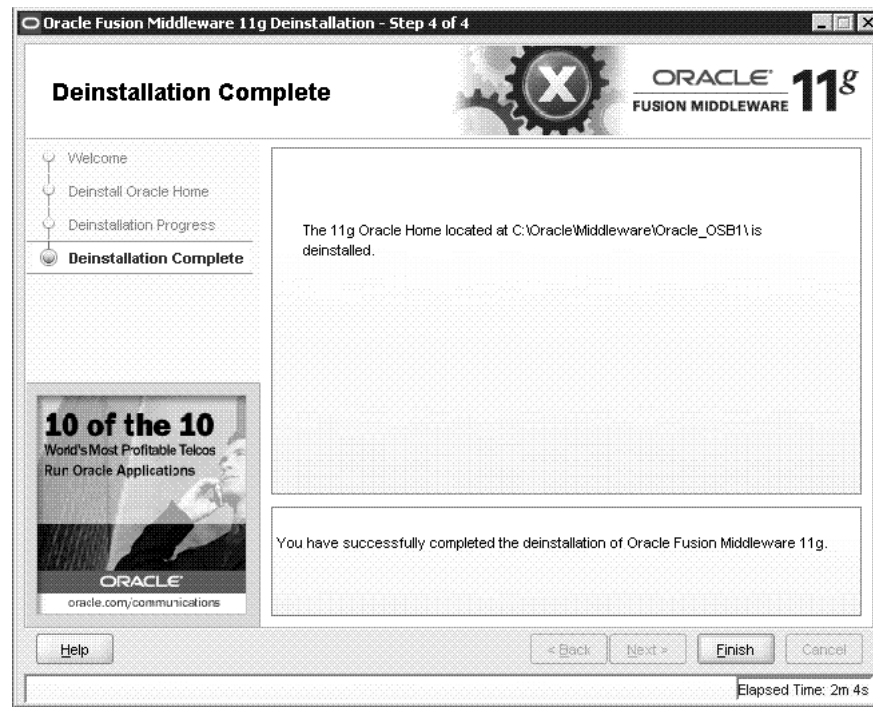 Oracle Fusion Middleware 11g Deinstallation - Step 4 of 4
Deinstallation Complete
ORACLE
FUSION MIDDLEWARE
11g
Welcome
Deinstall Oracle Home
Deinstallation Progress
Deinstallation Complete
The 11g Oracle Home located at C:\Oracle\Middleware\Oracle_OSB1\ is
deinstalled.
10 of the 10
World's Most Profitable Telcos
Run Oracle Applications
ORACLE
oracle.com/communications
You have successfully completed the deinstallation of Oracle Fusion Middleware 11g.
Help
< Back
Next >
Finish
Cancel
Elapsed Time: 2m 4s